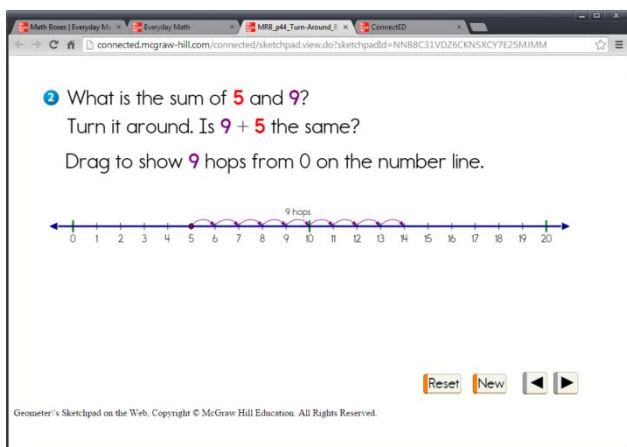 Math Boxes | Everyday Ma
Everyday Math
MRB_p44_Turn-Around_R
ConnectED
connected.mcgraw-hill.com/connected/sketchpad.view.do?sketchpadId=NNB8C31VDZ6CKNSXCY7E25MJMM
2 What is the sum of 5 and 9?
Turn it around. Is 9 + 5 the same?
Drag to show 9 hops from 0 on the number line.
9 hops
0 1 2 3 4 5 6 7 8 9 10 11 12 13 14 15 16 17 18 19 20
Reset New
Geometer\'s Sketchpad on the Web, Copyright © McGraw Hill Education. All Rights Reserved.